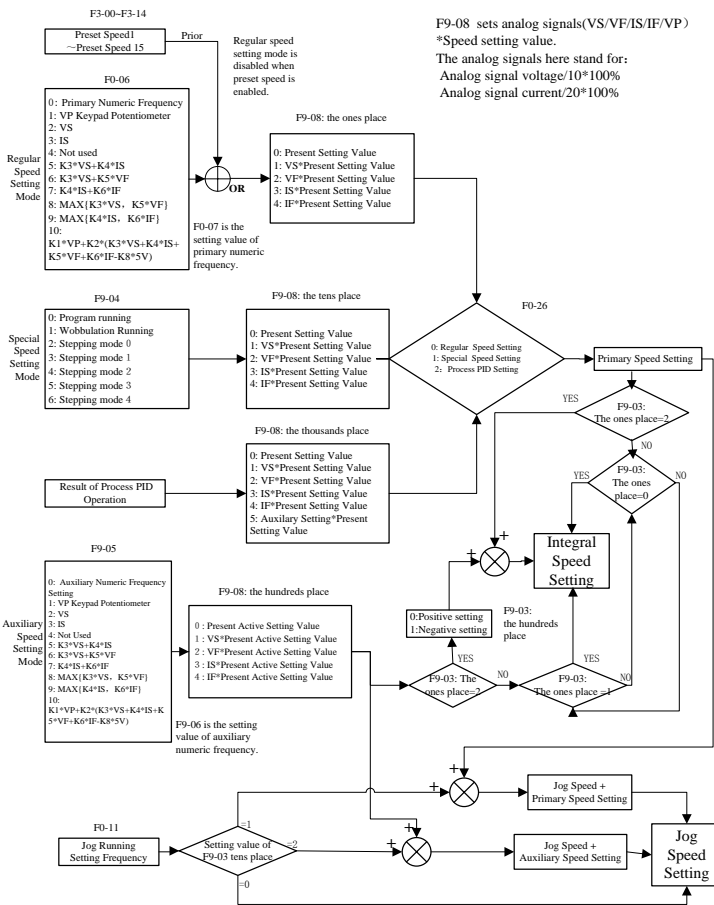 F3-00~F3-14
Preset Speed1
～Preset Speed 15
Prior
Regular speed
setting mode is
disabled when
preset speed is
enabled.
F9-08 sets analog signals(VS/VF/IS/IF/VP）
*Speed setting value.
The analog signals here stand for：
Analog signal voltage/10*100%
Analog signal current/20*100%
F0-06
0：Primary Numeric Frequency
1: VP Keypad Potentiometer
2: VS
3: IS
4: Not used
5: K3*VS+K4*IS
6: K3*VS+K5*VF
7: K4*IS+K6*IF
8: MAX{K3*VS，K5*VF}
9: MAX{K4*IS，K6*IF}
10:
K1*VP+K2*(K3*VS+K4*IS+
K5*VF+K6*IF-K8*5V)
Regular
Speed
Setting
Mode
OR
F0-07 is the
setting value of
primary numeric
frequency.
F9-08: the ones place
0: Present Setting Value
1: VS*Present Setting Value
2: VF*Present Setting Value
3: IS*Present Setting Value
4: IF*Present Setting Value
F9-04
Special
Speed
Setting
Mode
0: Program running
1: Wobbulation Running
2: Stepping mode 0
3: Stepping mode 1
4: Stepping mode 2
5: Stepping mode 3
6: Stepping mode 4
F9-08: the tens place
0: Present Setting Value
1: VS*Present Setting Value
2: VF*Present Setting Value
3: IS*Present Setting Value
4: IF*Present Setting Value
F0-26
0: Regular Speed Setting
1: Special Speed Setting
2：Process PID Setting
Primary Speed Setting
F9-08: the thousands place
0: Present Setting Value
1: VS*Present Setting Value
2: VF*Present Setting Value
3: IS*Present Setting Value
4: IF*Present Setting Value
5: Auxilary Setting*Present
Setting Value
Result of Process PID
Operation
YES
F9-03:
The ones place=2
NO
F9-03:
The ones
place=0
YES
NO
+
+
Integral
Speed
Setting
0:Positive setting
1:Negative setting
F9-03:
the hundreds
place
YES
F9-03: The
ones place=2
NO
YES
F9-03:
The ones place =1
NO
F9-05
Auxiliary
Speed
Setting
Mode
0: Auxiliary Numeric Frequency
Setting
1: VP Keypad Potentiometer
2: VS
3: IS
4: Not Used
5: K3*VS+K4*IS
6: K3*VS+K5*VF
7: K4*IS+K6*IF
8: MAX{K3*VS，K5*VF}
9: MAX{K4*IS，K6*IF}
10:
K1*VP+K2*(K3*VS+K4*IS+K
5*VF+K6*IF-K8*5V)
F9-08: the hundreds place
0 : Present Active Setting Value
1 : VS*Present Active Setting Value
2 : VF*Present Active Setting Value
3 : IS*Present Active Setting Value
4 : IF*Present Active Setting Value
F9-06 is the setting
value of auxiliary
numeric frequency.
F0-11
Jog Running
Setting Frequency
Setting value of
F9-03 tens place
=1
=2
=0
+
+
+
+
Jog Speed +
Primary Speed Setting
Jog Speed +
Auxiliary Speed Setting
Jog
Speed
Setting